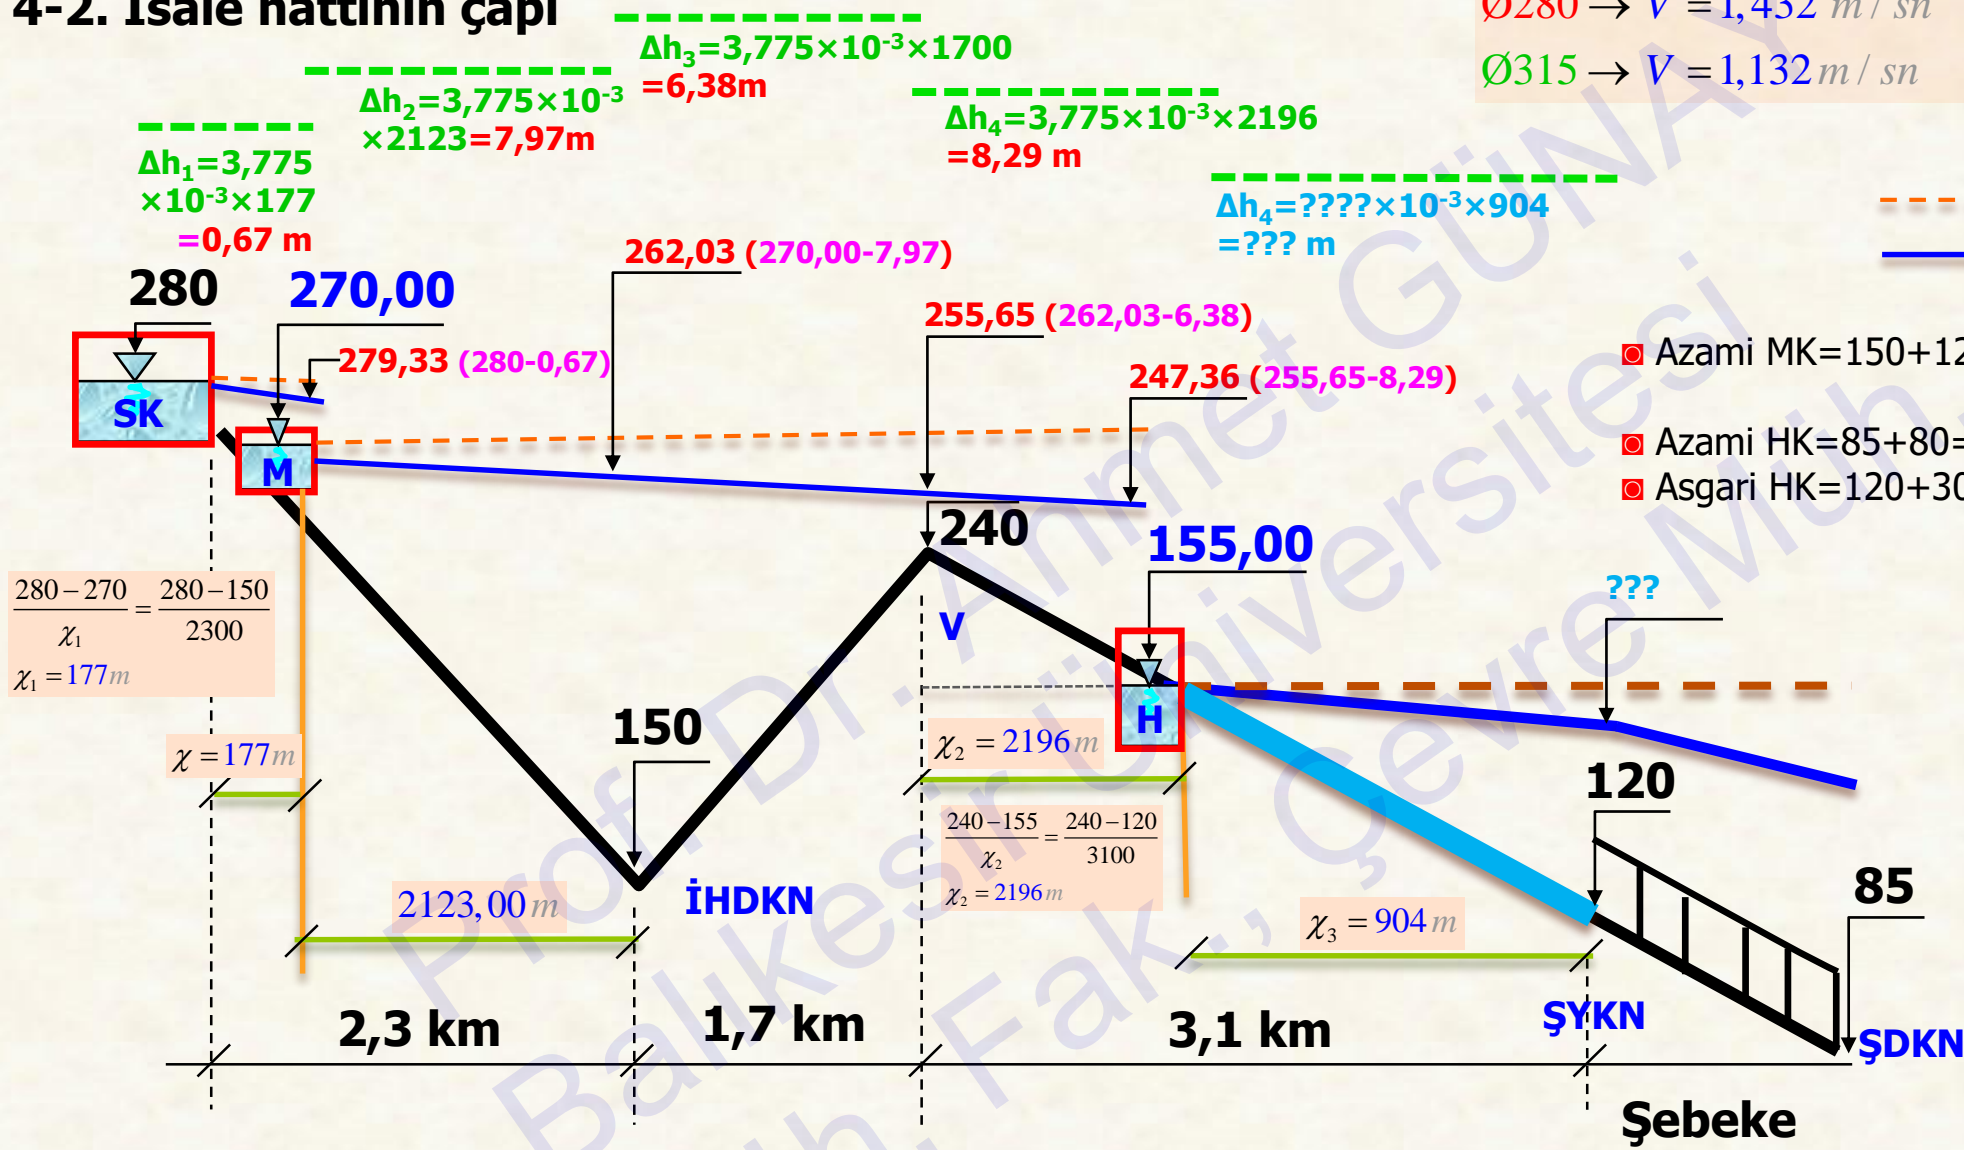 4-2. İsale hattının çapı
Ø280 → V = 1,432 m / sn
Ø315 → V = 1,132 m / sn
Δh₃=3,775×10⁻³×1700
=6,38m
Δh₂=3,775×10⁻³
×2123=7,97m
Δh₄=3,775×10⁻³×2196
=8,29 m
Δh₁=3,775
×10⁻³×177
=0,67 m
Δh₄=????×10⁻³×904
=??? m
280
270,00
262,03 (270,00-7,97)
255,65 (262,03-6,38)
279,33 (280-0,67)
247,36 (255,65-8,29)
Azami MK=150+12
Azami HK=85+80=
Asgari HK=120+30
SK
M
240
155,00
V
H
???
(280−270)/χ₁ = (280−150)/2300
χ₁ = 177m
χ = 177m
150
χ₂ = 2196m
120
(240−155)/χ₂ = (240−120)/3100
χ₂ = 2196m
85
2123,00m
İHDKN
χ₃ = 904m
2,3 km
1,7 km
3,1 km
ŞYKN
ŞDKN
Şebeke
Prof. Dr. Ahmet GÜNAY
Balıkesir Üniversitesi
Müh. Fak., Çevre Müh.